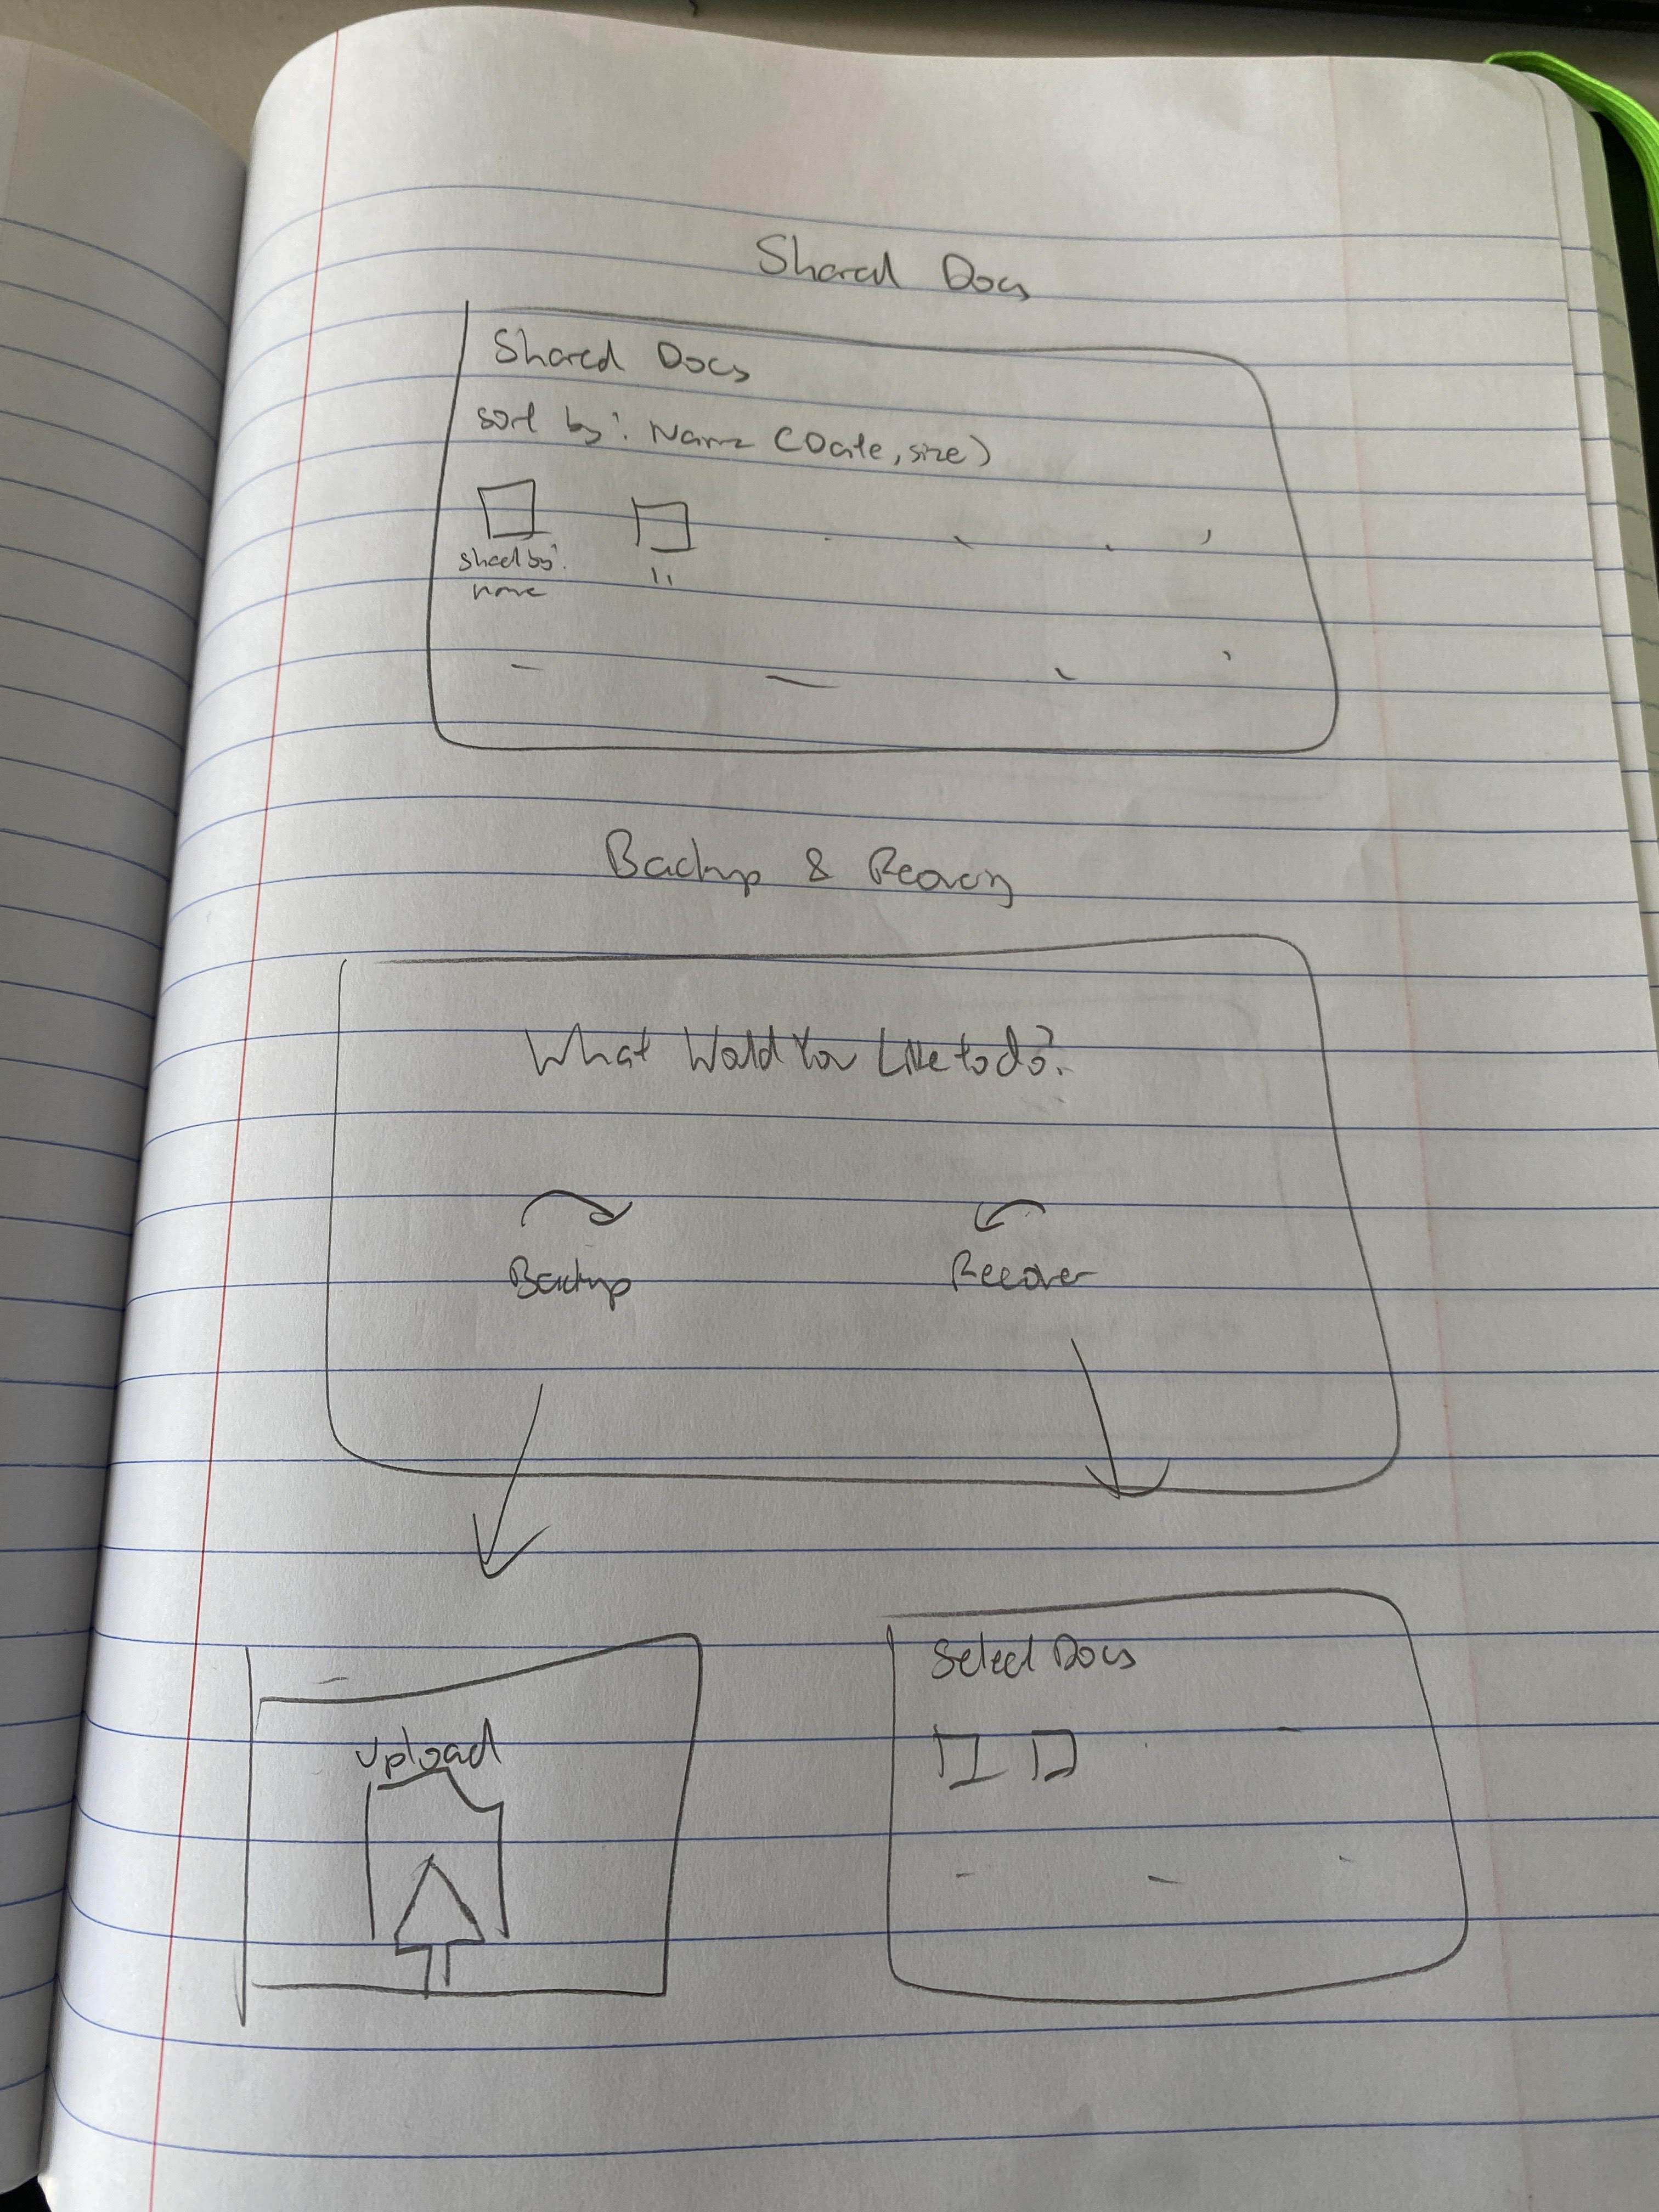 Shared Docs
Shared Docs
sort by: Name (Date, size)
shared by:
name
"
Backup & Recovery
What Would You Like to do?
Backup
Recover
Upload
Select Docs